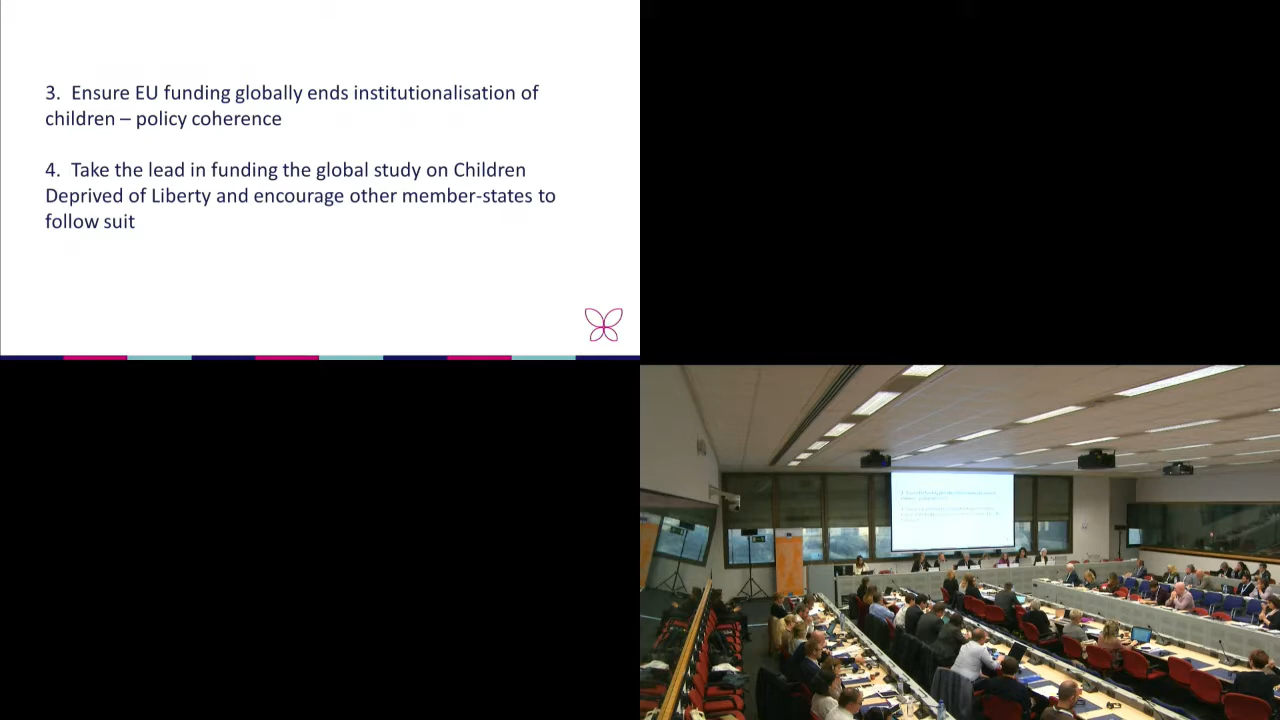 3. Ensure EU funding globally ends institutionalisation of
children – policy coherence
4. Take the lead in funding the global study on Children
Deprived of Liberty and encourage other member-states to
follow suit